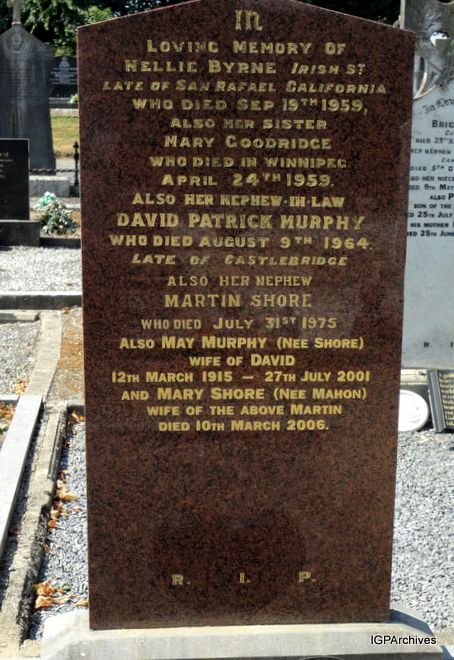 IN
LOVING MEMORY OF
NELLIE BYRNE IRISH ST
LATE OF SAN RAFAEL CALIFORNIA
WHO DIED SEP 19TH 1959,
ALSO HER SISTER
MARY GOODRIDGE
WHO DIED IN WINNIPEG
APRIL 24TH 1959.
ALSO HER NEPHEW-IN-LAW
DAVID PATRICK MURPHY
WHO DIED AUGUST 9TH 1964.
LATE OF CASTLEBRIDGE
ALSO HER NEPHEW
MARTIN SHORE
WHO DIED JULY 31ST 1975
ALSO MAY MURPHY (NEE SHORE)
WIFE OF DAVID
12TH MARCH 1915 – 27TH JULY 2001
AND MARY SHORE (NEE MAHON)
WIFE OF THE ABOVE MARTIN
DIED 10TH MARCH 2006.
R. I. P.
IGPArchives